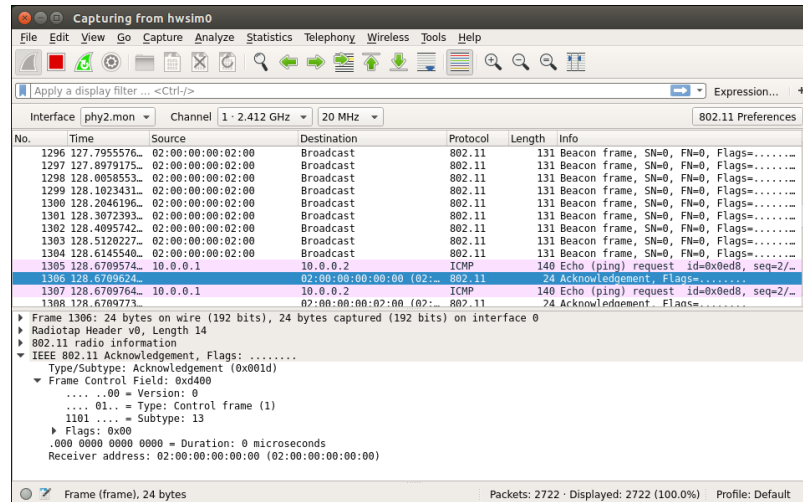 Capturing from hwsim0
File Edit View Go Capture Analyze Statistics Telephony Wireless Tools Help
Apply a display filter ... <Ctrl-/> Expression... +
Interface phy2.mon Channel 1 · 2.412 GHz 20 MHz 802.11 Preferences
No. Time Source Destination Protocol Length Info
1296 127.7955576… 02:00:00:00:02:00 Broadcast 802.11 131 Beacon frame, SN=0, FN=0, Flags=......…
1297 127.8979175… 02:00:00:00:02:00 Broadcast 802.11 131 Beacon frame, SN=0, FN=0, Flags=......…
1298 128.0058553… 02:00:00:00:02:00 Broadcast 802.11 131 Beacon frame, SN=0, FN=0, Flags=......…
1299 128.1023431… 02:00:00:00:02:00 Broadcast 802.11 131 Beacon frame, SN=0, FN=0, Flags=......…
1300 128.2046196… 02:00:00:00:02:00 Broadcast 802.11 131 Beacon frame, SN=0, FN=0, Flags=......…
1301 128.3072393… 02:00:00:00:02:00 Broadcast 802.11 131 Beacon frame, SN=0, FN=0, Flags=......…
1302 128.4095742… 02:00:00:00:02:00 Broadcast 802.11 131 Beacon frame, SN=0, FN=0, Flags=......…
1303 128.5120227… 02:00:00:00:02:00 Broadcast 802.11 131 Beacon frame, SN=0, FN=0, Flags=......…
1304 128.6145540… 02:00:00:00:02:00 Broadcast 802.11 131 Beacon frame, SN=0, FN=0, Flags=......…
1305 128.6709574… 10.0.0.1 10.0.0.2 ICMP 140 Echo (ping) request id=0x0ed8, seq=2/…
1306 128.6709624… 02:00:00:00:00:00 (02:… 802.11 24 Acknowledgement, Flags=........
1307 128.6709764… 10.0.0.1 10.0.0.2 ICMP 140 Echo (ping) request id=0x0ed8, seq=2/…
1308 128.6709773… 02:00:00:00:02:00 (02:… 802.11 24 Acknowledgement, Flags=........
Frame 1306: 24 bytes on wire (192 bits), 24 bytes captured (192 bits) on interface 0
Radiotap Header v0, Length 14
802.11 radio information
IEEE 802.11 Acknowledgement, Flags: ........
Type/Subtype: Acknowledgement (0x001d)
Frame Control Field: 0xd400
.... ..00 = Version: 0
.... 01.. = Type: Control frame (1)
1101 .... = Subtype: 13
Flags: 0x00
.000 0000 0000 0000 = Duration: 0 microseconds
Receiver address: 02:00:00:00:00:00 (02:00:00:00:00:00)
Frame (frame), 24 bytes Packets: 2722 · Displayed: 2722 (100.0%) Profile: Default